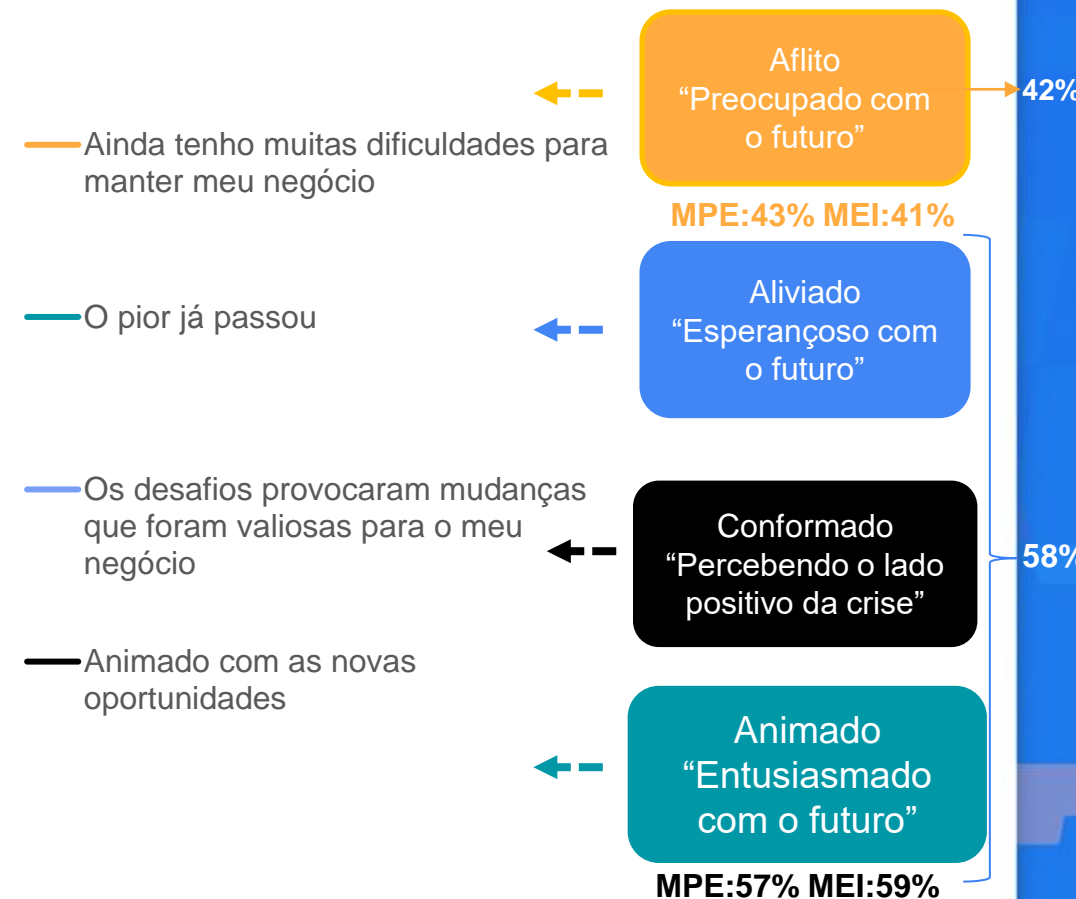 Ainda tenho muitas dificuldades para
manter meu negócio
O pior já passou
Os desafios provocaram mudanças
que foram valiosas para o meu
negócio
Animado com as novas
oportunidades
Aflito
“Preocupado com
o futuro”
42%
MPE:43% MEI:41%
Aliviado
“Esperançoso com
o futuro”
Conformado
“Percebendo o lado
positivo da crise”
58%
Animado
“Entusiasmado
com o futuro”
MPE:57% MEI:59%